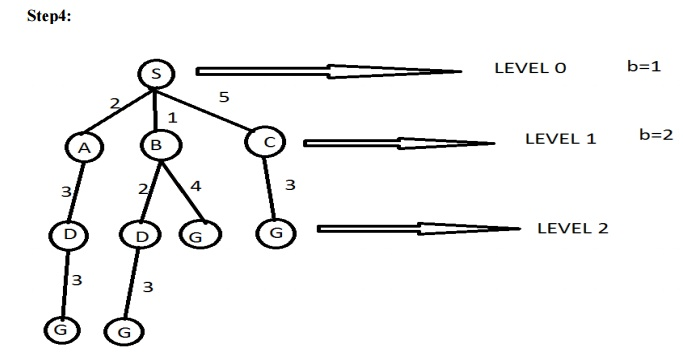 Step4:
S LEVEL 0 b=1
2 1 5
A B C LEVEL 1 b=2
3 2 4 3
D D G G LEVEL 2
3 3
G G